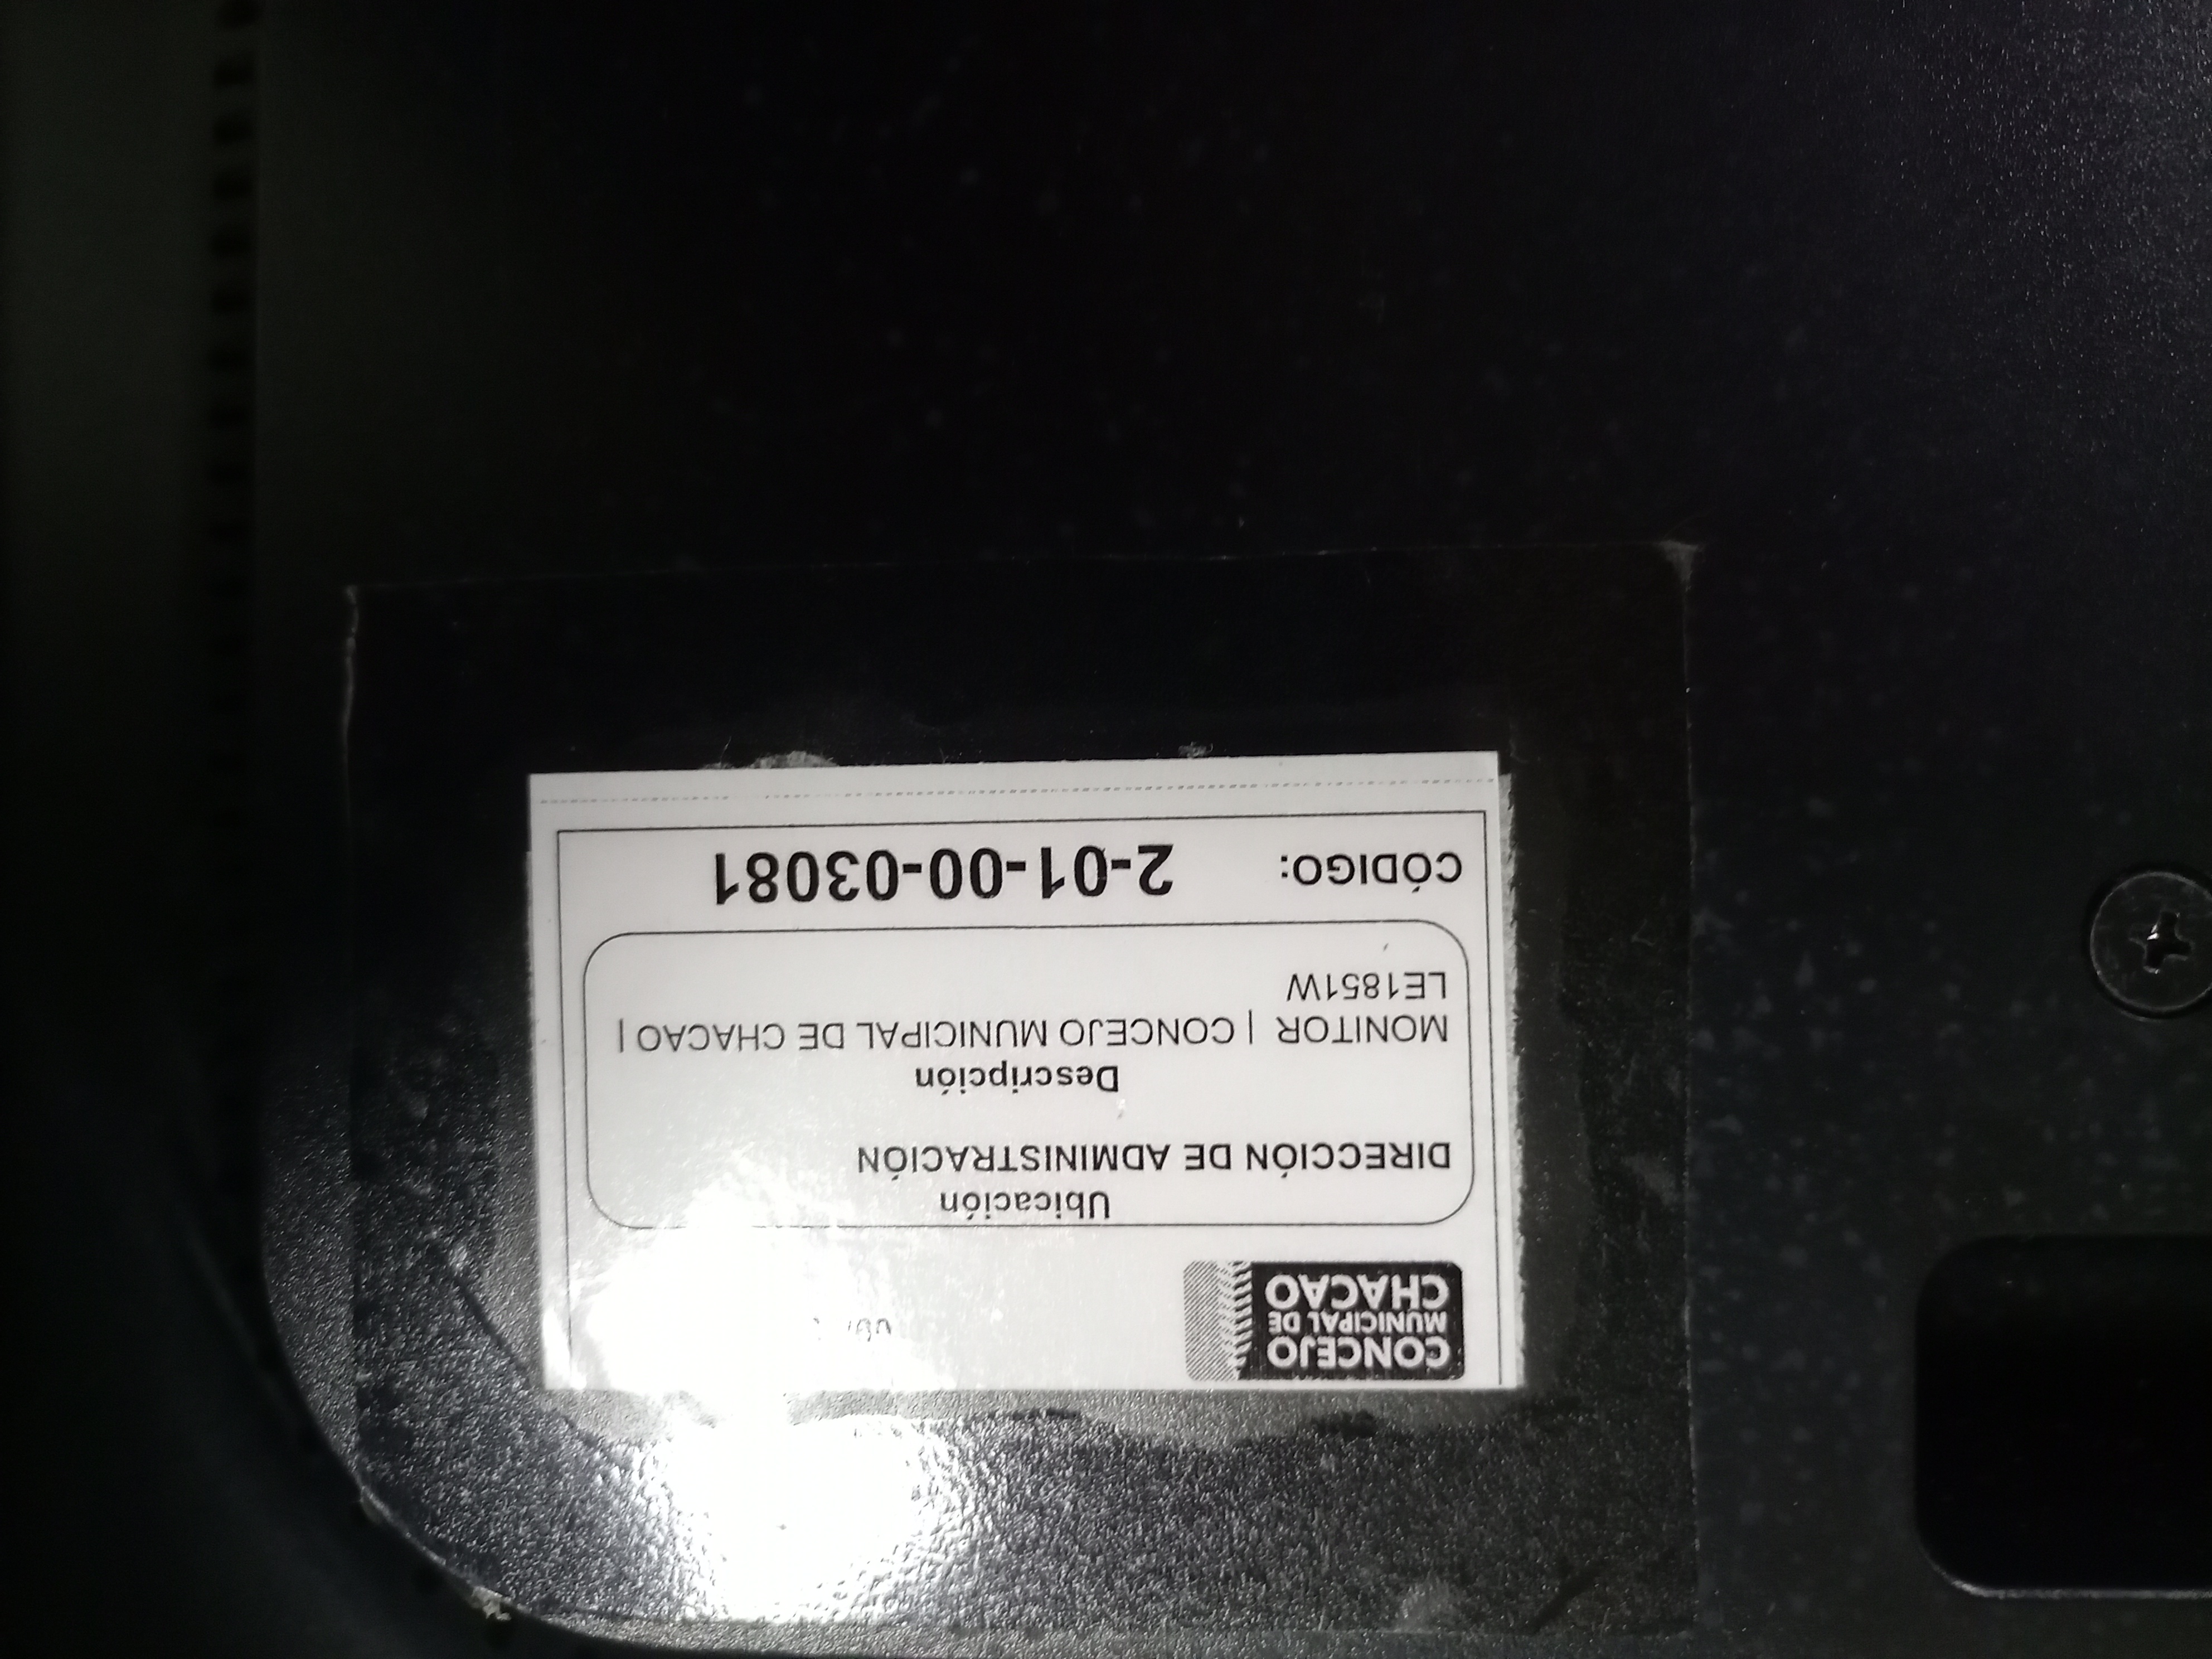 CONCEJO
MUNICIPAL DE
CHACAO
Ubicación
DIRECCIÓN DE ADMINISTRACIÓN
Descripción
MONITOR | CONCEJO MUNICIPAL DE CHACAO |
LE1851W
CÓDIGO: 2-01-00-03081